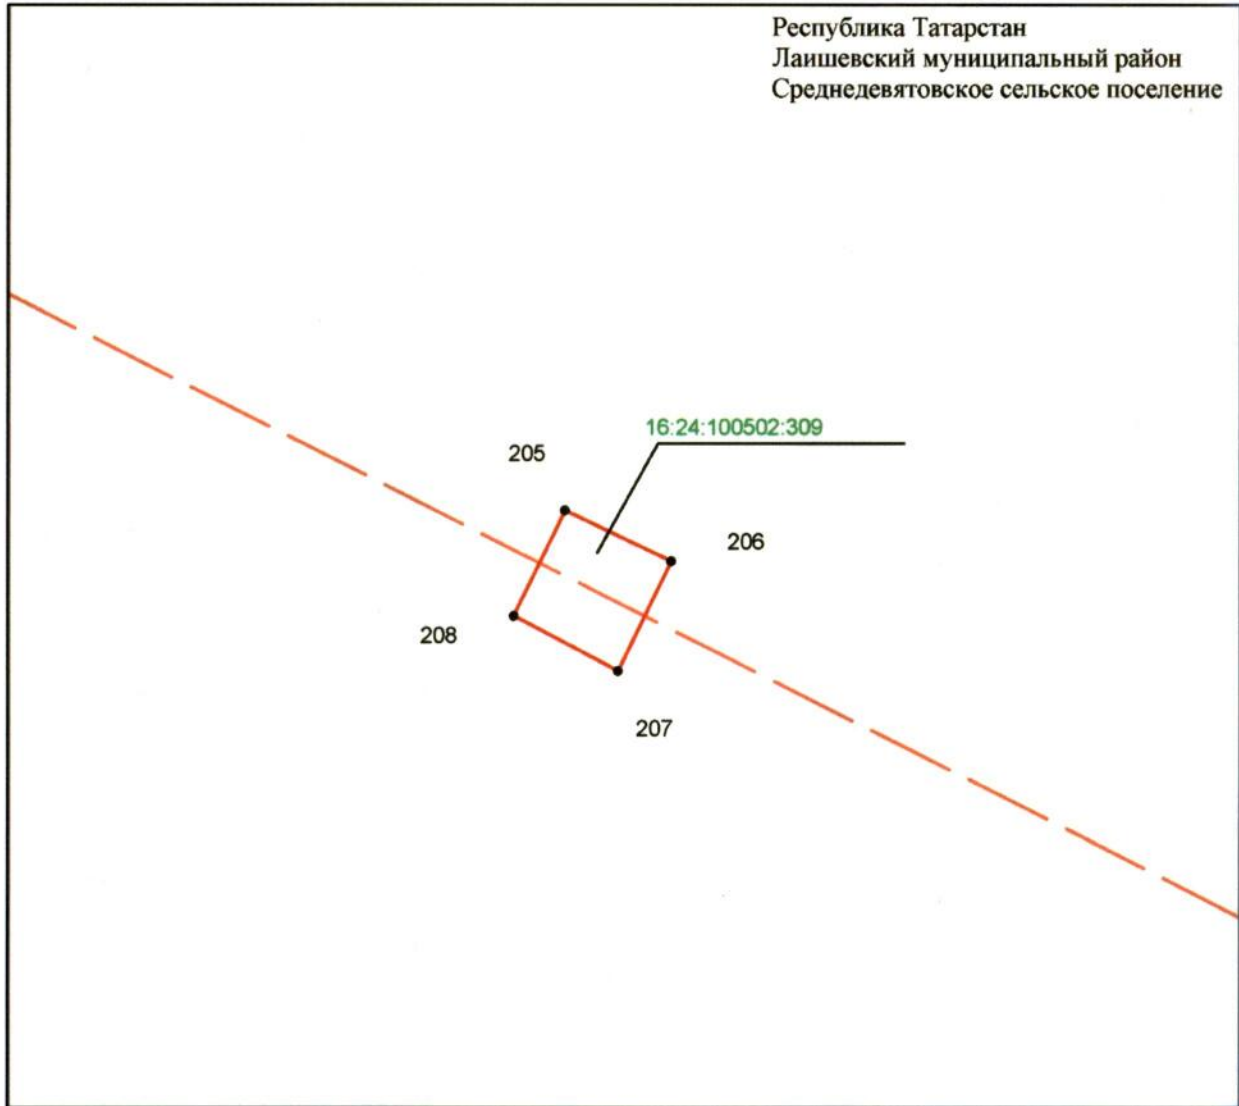 Республика Татарстан
Лаишевский муниципальный район
Среднедевятовское сельское поселение
16:24:100502:309
205
206
208
207